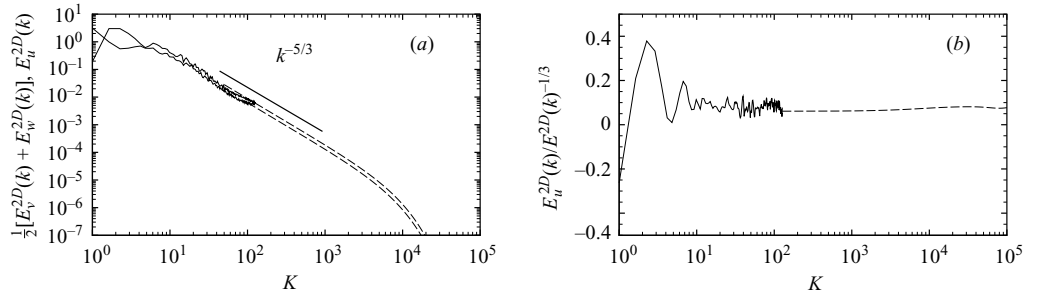 ½[E_v^{2D}(k) + E_w^{2D}(k)], E_u^{2D}(k)
10^1
10^0
10^{-1}
10^{-2}
10^{-3}
10^{-4}
10^{-5}
10^{-6}
10^{-7}
k^{-5/3}
(a)
10^0 10^1 10^2 10^3 10^4 10^5
K
E_u^{2D}(k)/E^{2D}(k)^{-1/3}
0.4
0.2
0
-0.2
-0.4
(b)
10^0 10^1 10^2 10^3 10^4 10^5
K